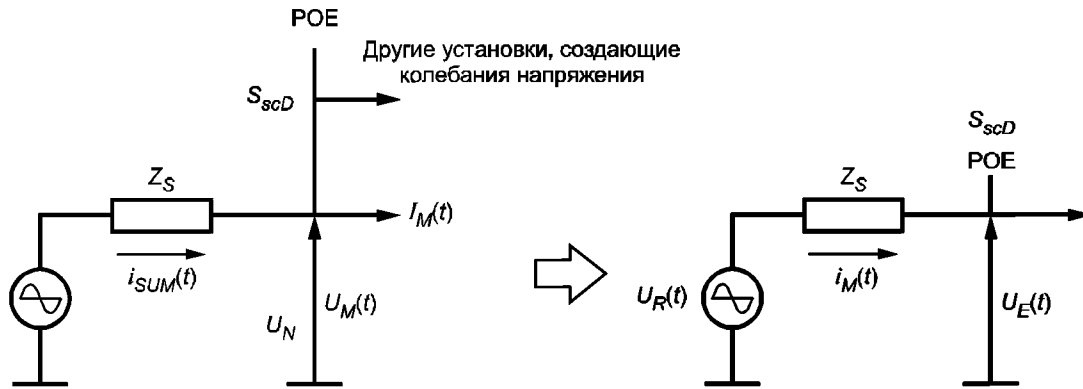 POE
Другие установки, создающие
колебания напряжения
S_scD
Z_S
I_M(t)
i_SUM(t)
U_M(t)
U_N
S_scD
POE
Z_S
i_M(t)
U_R(t)
U_E(t)